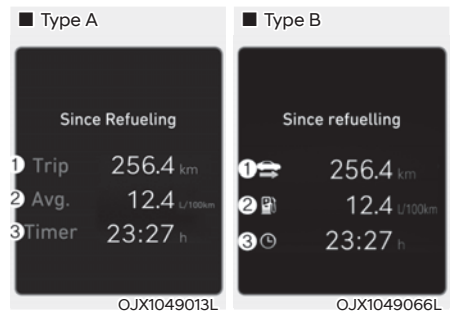 ■ Type A
Since Refueling
1 Trip 256.4 km
2 Avg. 12.4 L/100km
3 Timer 23:27 h
OJX1049013L
■ Type B
Since refuelling
1 256.4 km
2 12.4 L/100km
3 23:27 h
OJX1049066L